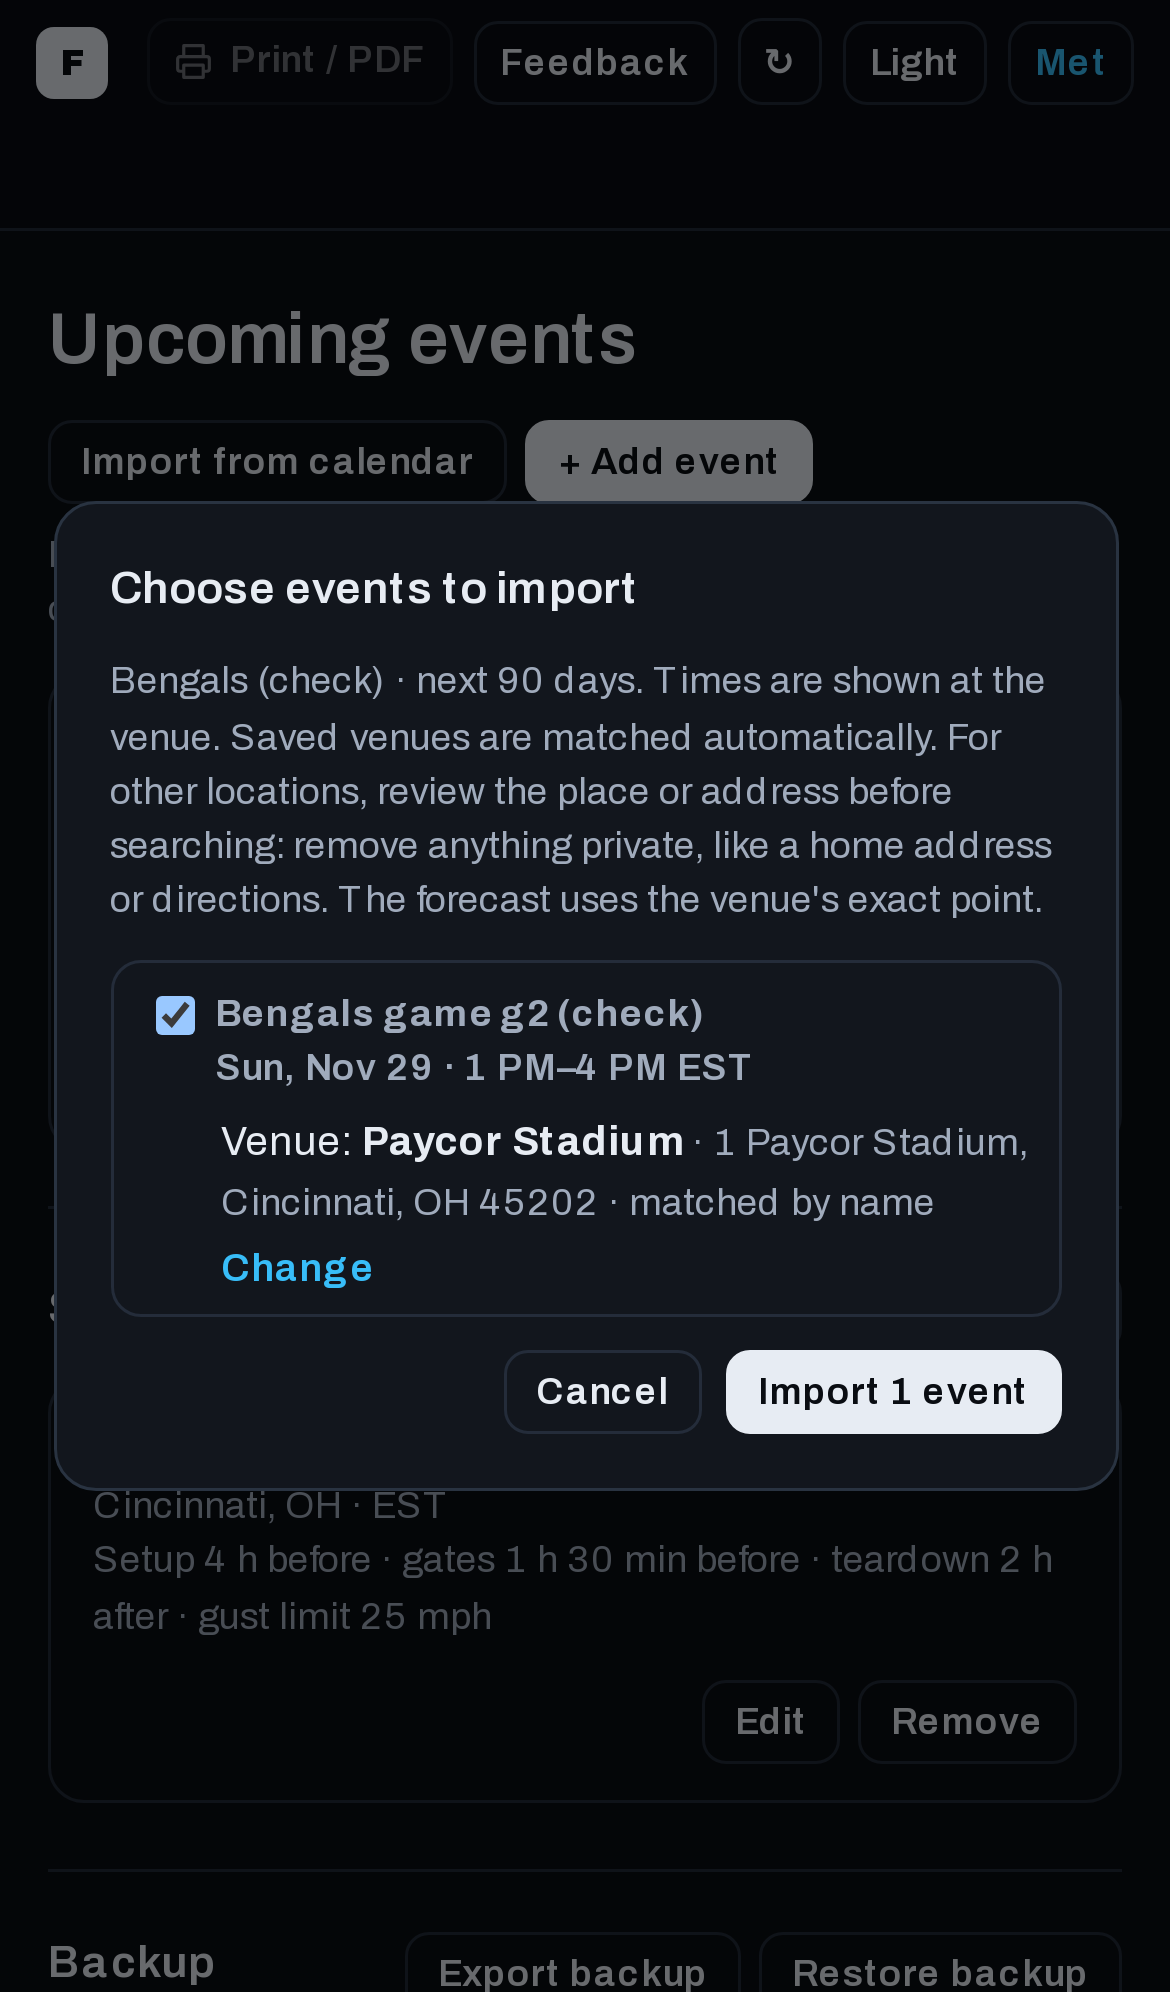 F
Print / PDF
Feedback
↻
Light
Met
Upcoming events
Import from calendar
+ Add event
Choose events to import
Bengals (check) · next 90 days. Times are shown at the
venue. Saved venues are matched automatically. For
other locations, review the place or address before
searching: remove anything private, like a home address
or directions. The forecast uses the venue's exact point.
Bengals game g2 (check)
Sun, Nov 29 · 1 PM–4 PM EST
Venue: Paycor Stadium · 1 Paycor Stadium,
Cincinnati, OH 45202 · matched by name
Change
Cancel
Import 1 event
Cincinnati, OH · EST
Setup 4 h before · gates 1 h 30 min before · teardown 2 h
after · gust limit 25 mph
Edit
Remove
Backup
Export backup
Restore backup